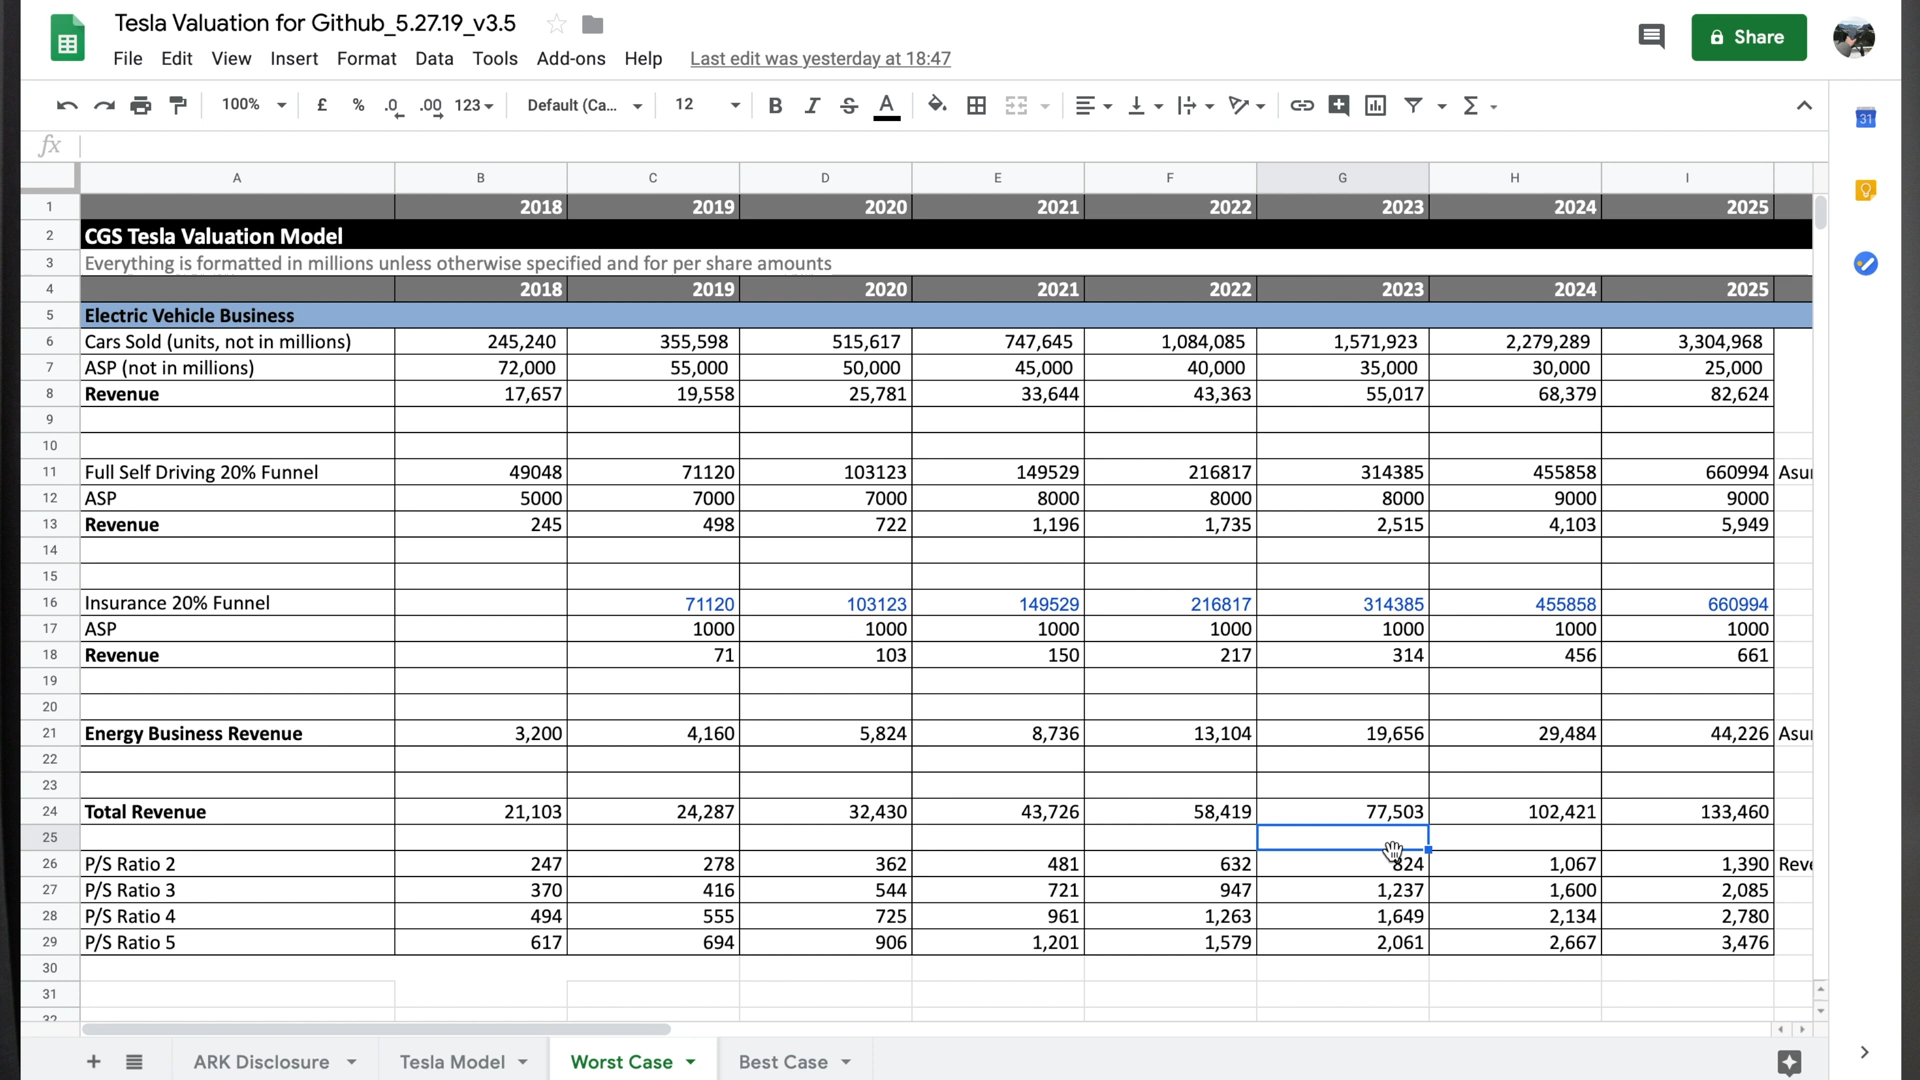 Tesla Valuation for Github_5.27.19_v3.5
File Edit View Insert Format Data Tools Add-ons Help Last edit was yesterday at 18:47
Share
100% £ % .0 .00 123 Default (Ca... 12 B I S A Σ
31
fx
A B C D E F G H I
1 2018 2019 2020 2021 2022 2023 2024 2025
2 CGS Tesla Valuation Model
3 Everything is formatted in millions unless otherwise specified and for per share amounts
4 2018 2019 2020 2021 2022 2023 2024 2025
5 Electric Vehicle Business
6 Cars Sold (units, not in millions) 245,240 355,598 515,617 747,645 1,084,085 1,571,923 2,279,289 3,304,968
7 ASP (not in millions) 72,000 55,000 50,000 45,000 40,000 35,000 30,000 25,000
8 Revenue 17,657 19,558 25,781 33,644 43,363 55,017 68,379 82,624
9
10
11 Full Self Driving 20% Funnel 49048 71120 103123 149529 216817 314385 455858 660994
12 ASP 5000 7000 7000 8000 8000 8000 9000 9000
13 Revenue 245 498 722 1,196 1,735 2,515 4,103 5,949
14
15
16 Insurance 20% Funnel 71120 103123 149529 216817 314385 455858 660994
17 ASP 1000 1000 1000 1000 1000 1000 1000
18 Revenue 71 103 150 217 314 456 661
19
20
21 Energy Business Revenue 3,200 4,160 5,824 8,736 13,104 19,656 29,484 44,226
22
23
24 Total Revenue 21,103 24,287 32,430 43,726 58,419 77,503 102,421 133,460
25
26 P/S Ratio 2 247 278 362 481 632 824 1,067 1,390
27 P/S Ratio 3 370 416 544 721 947 1,237 1,600 2,085
28 P/S Ratio 4 494 555 725 961 1,263 1,649 2,134 2,780
29 P/S Ratio 5 617 694 906 1,201 1,579 2,061 2,667 3,476
30
31
32
ARK Disclosure Tesla Model Worst Case Best Case